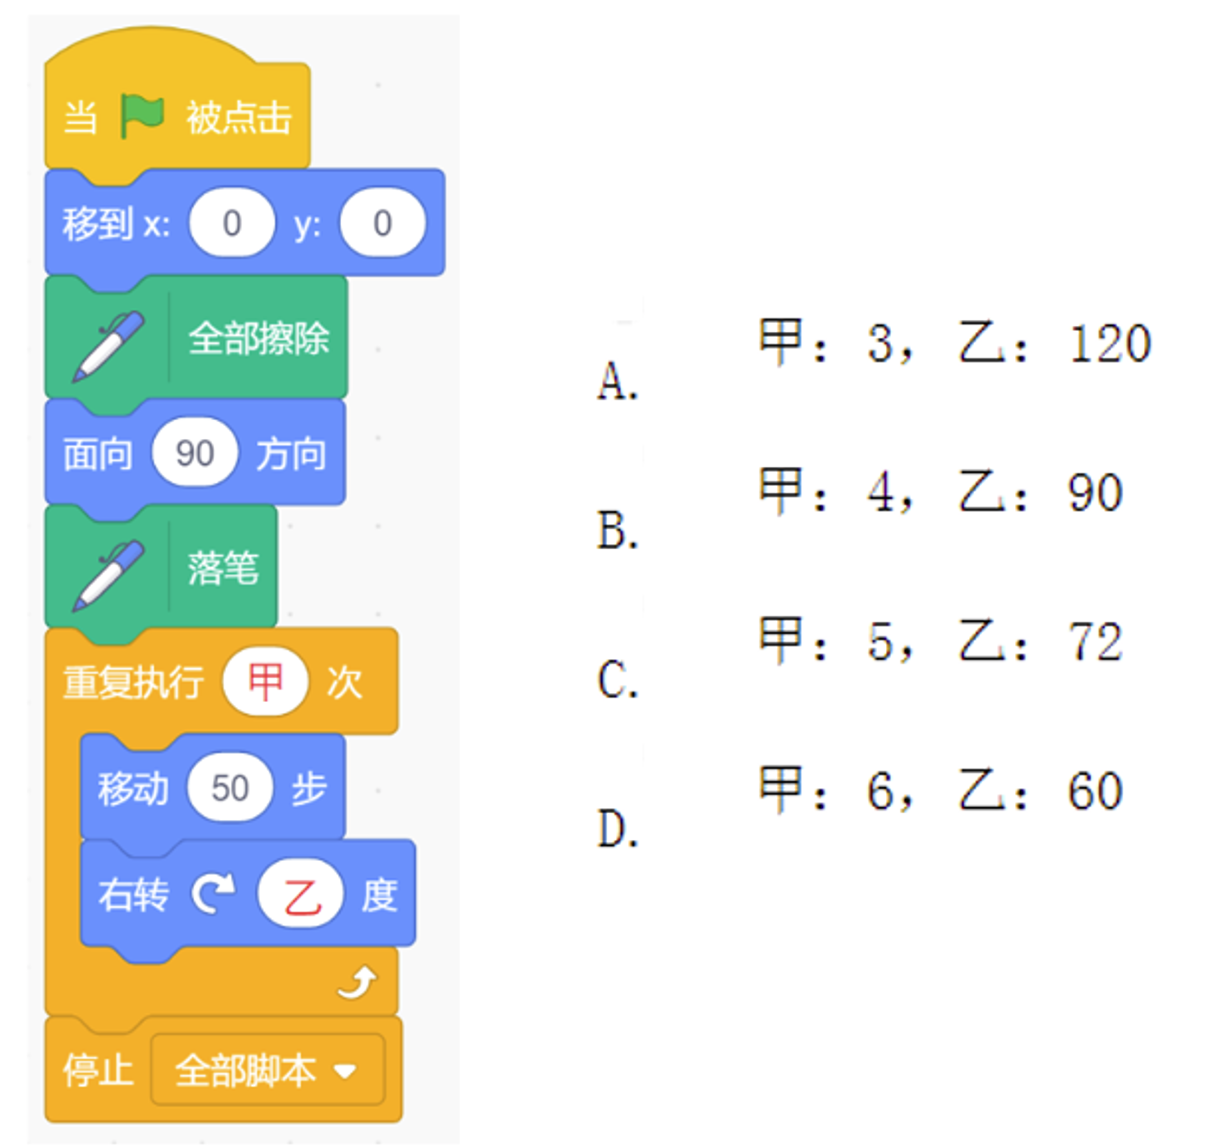 当 被点击
移到 x: 0 y: 0
全部擦除
面向 90 方向
落笔
重复执行 甲 次
移动 50 步
右转 乙 度
停止 全部脚本
A. 甲：3，乙：120
B. 甲：4，乙：90
C. 甲：5，乙：72
D. 甲：6，乙：60